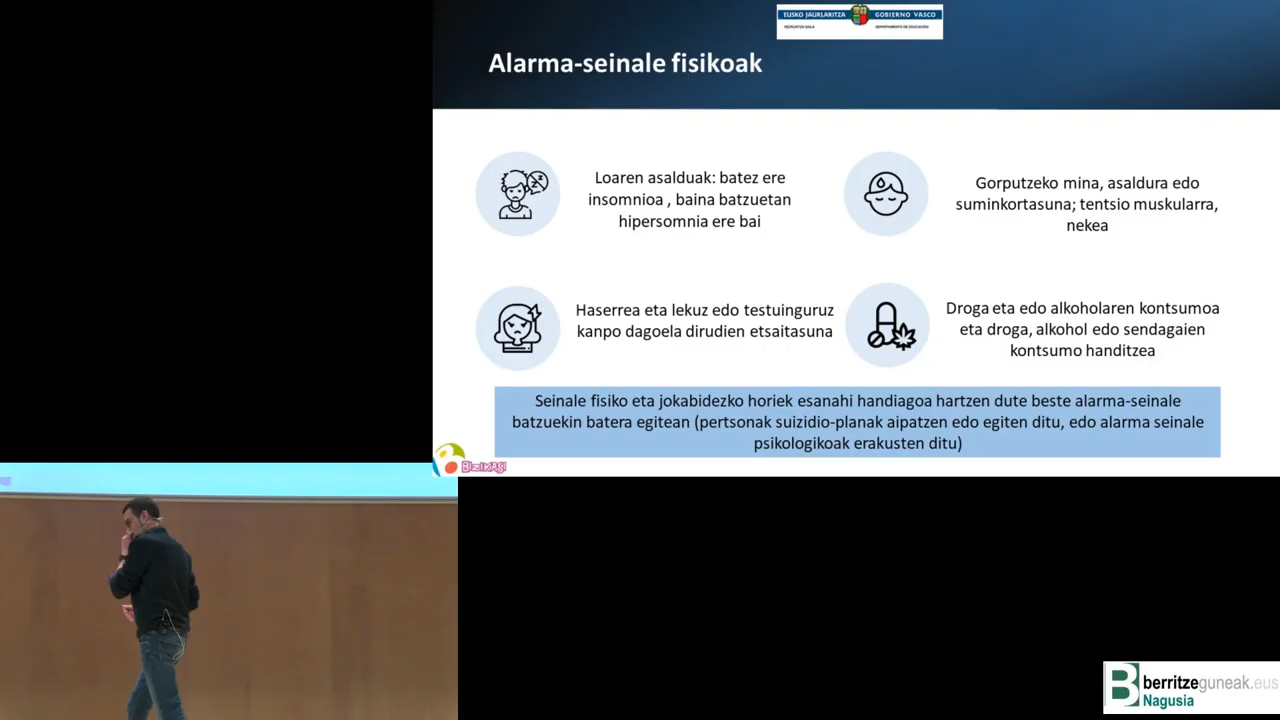 EUSKO JAURLARITZA
GOBIERNO VASCO
HEZKUNTZA SAILA
DEPARTAMENTO DE EDUCACIÓN
Alarma-seinale fisikoak
Loaren asalduak: batez ere
insomnioa , baina batzuetan
hipersomnia ere bai
Gorputzeko mina, asaldura edo
suminkortasuna; tentsio muskularra,
nekea
Haserrea eta lekuz edo testuinguruz
kanpo dagoela dirudien etsaitasuna
Droga eta edo alkoholaren kontsumoa
eta droga, alkohol edo sendagaien
kontsumo handitzea
Seinale fisiko eta jokabidezko horiek esanahi handiagoa hartzen dute beste alarma-seinale
batzuekin batera egitean (pertsonak suizidio-planak aipatzen edo egiten ditu, edo alarma seinale
psikologikoak erakusten ditu)
BIZIKASI
berritzeguneak.eus
Nagusia